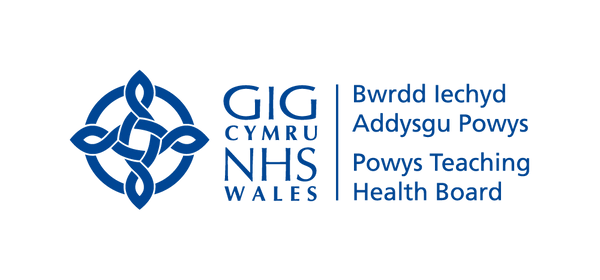 GIG
CYMRU
NHS
WALES
Bwrdd Iechyd
Addysgu Powys
Powys Teaching
Health Board